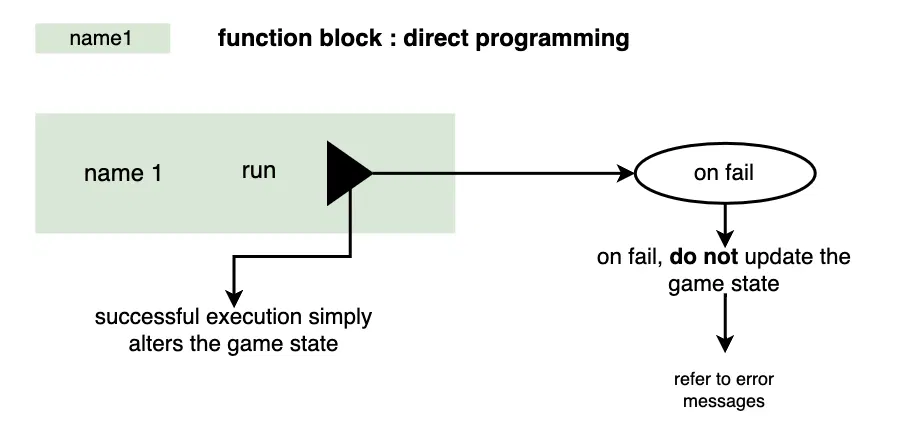 name1
function block : direct programming
name 1
run
on fail
on fail, do not update the
game state
successful execution simply
alters the game state
refer to error
messages